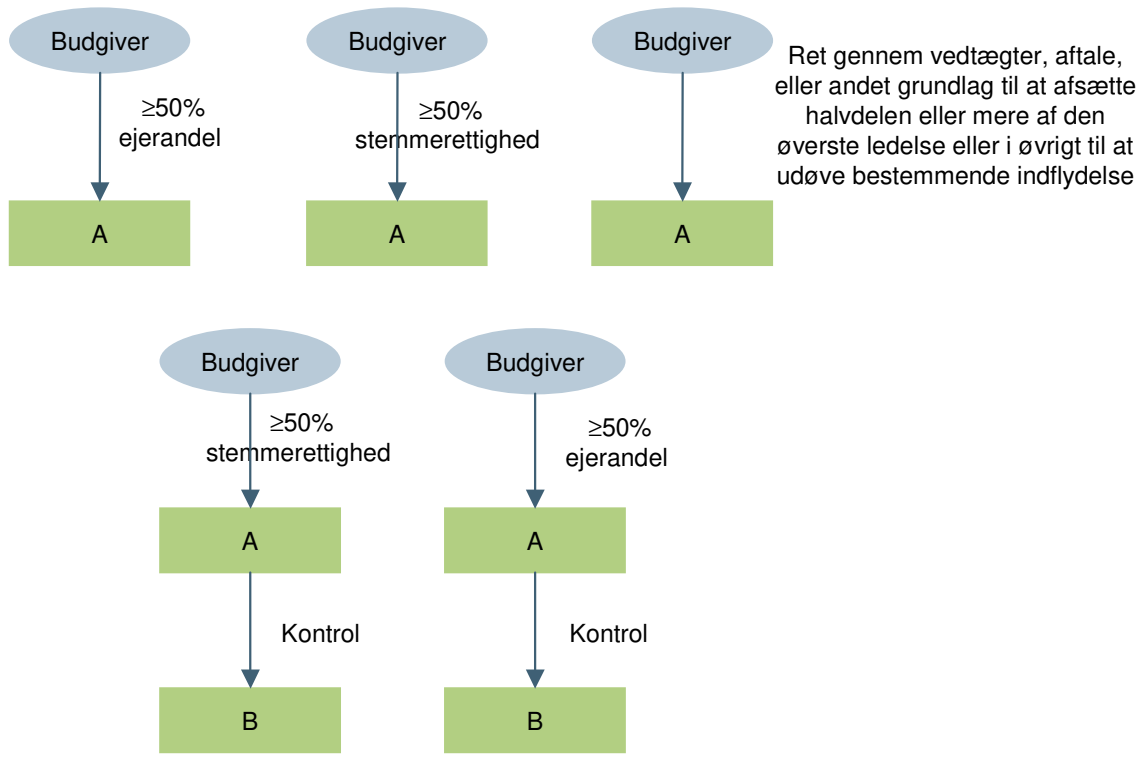 Budgiver
≥50%
ejerandel
A
Budgiver
≥50%
stemmerettighed
A
Budgiver
Ret gennem vedtægter, aftale,
eller andet grundlag til at afsætte
halvdelen eller mere af den
øverste ledelse eller i øvrigt til at
udøve bestemmende indflydelse
A
Budgiver
≥50%
stemmerettighed
A
Kontrol
B
Budgiver
≥50%
ejerandel
A
Kontrol
B